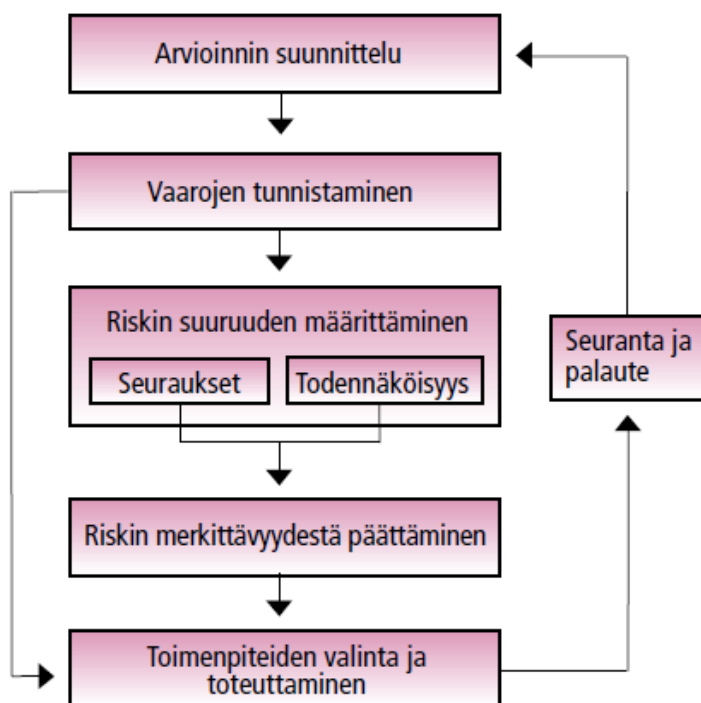 Arvioinnin suunnittelu
Vaarojen tunnistaminen
Riskin suuruuden määrittäminen
Seuraukset
Todennäköisyys
Riskin merkittävyydestä päättäminen
Toimenpiteiden valinta ja
toteuttaminen
Seuranta ja
palaute